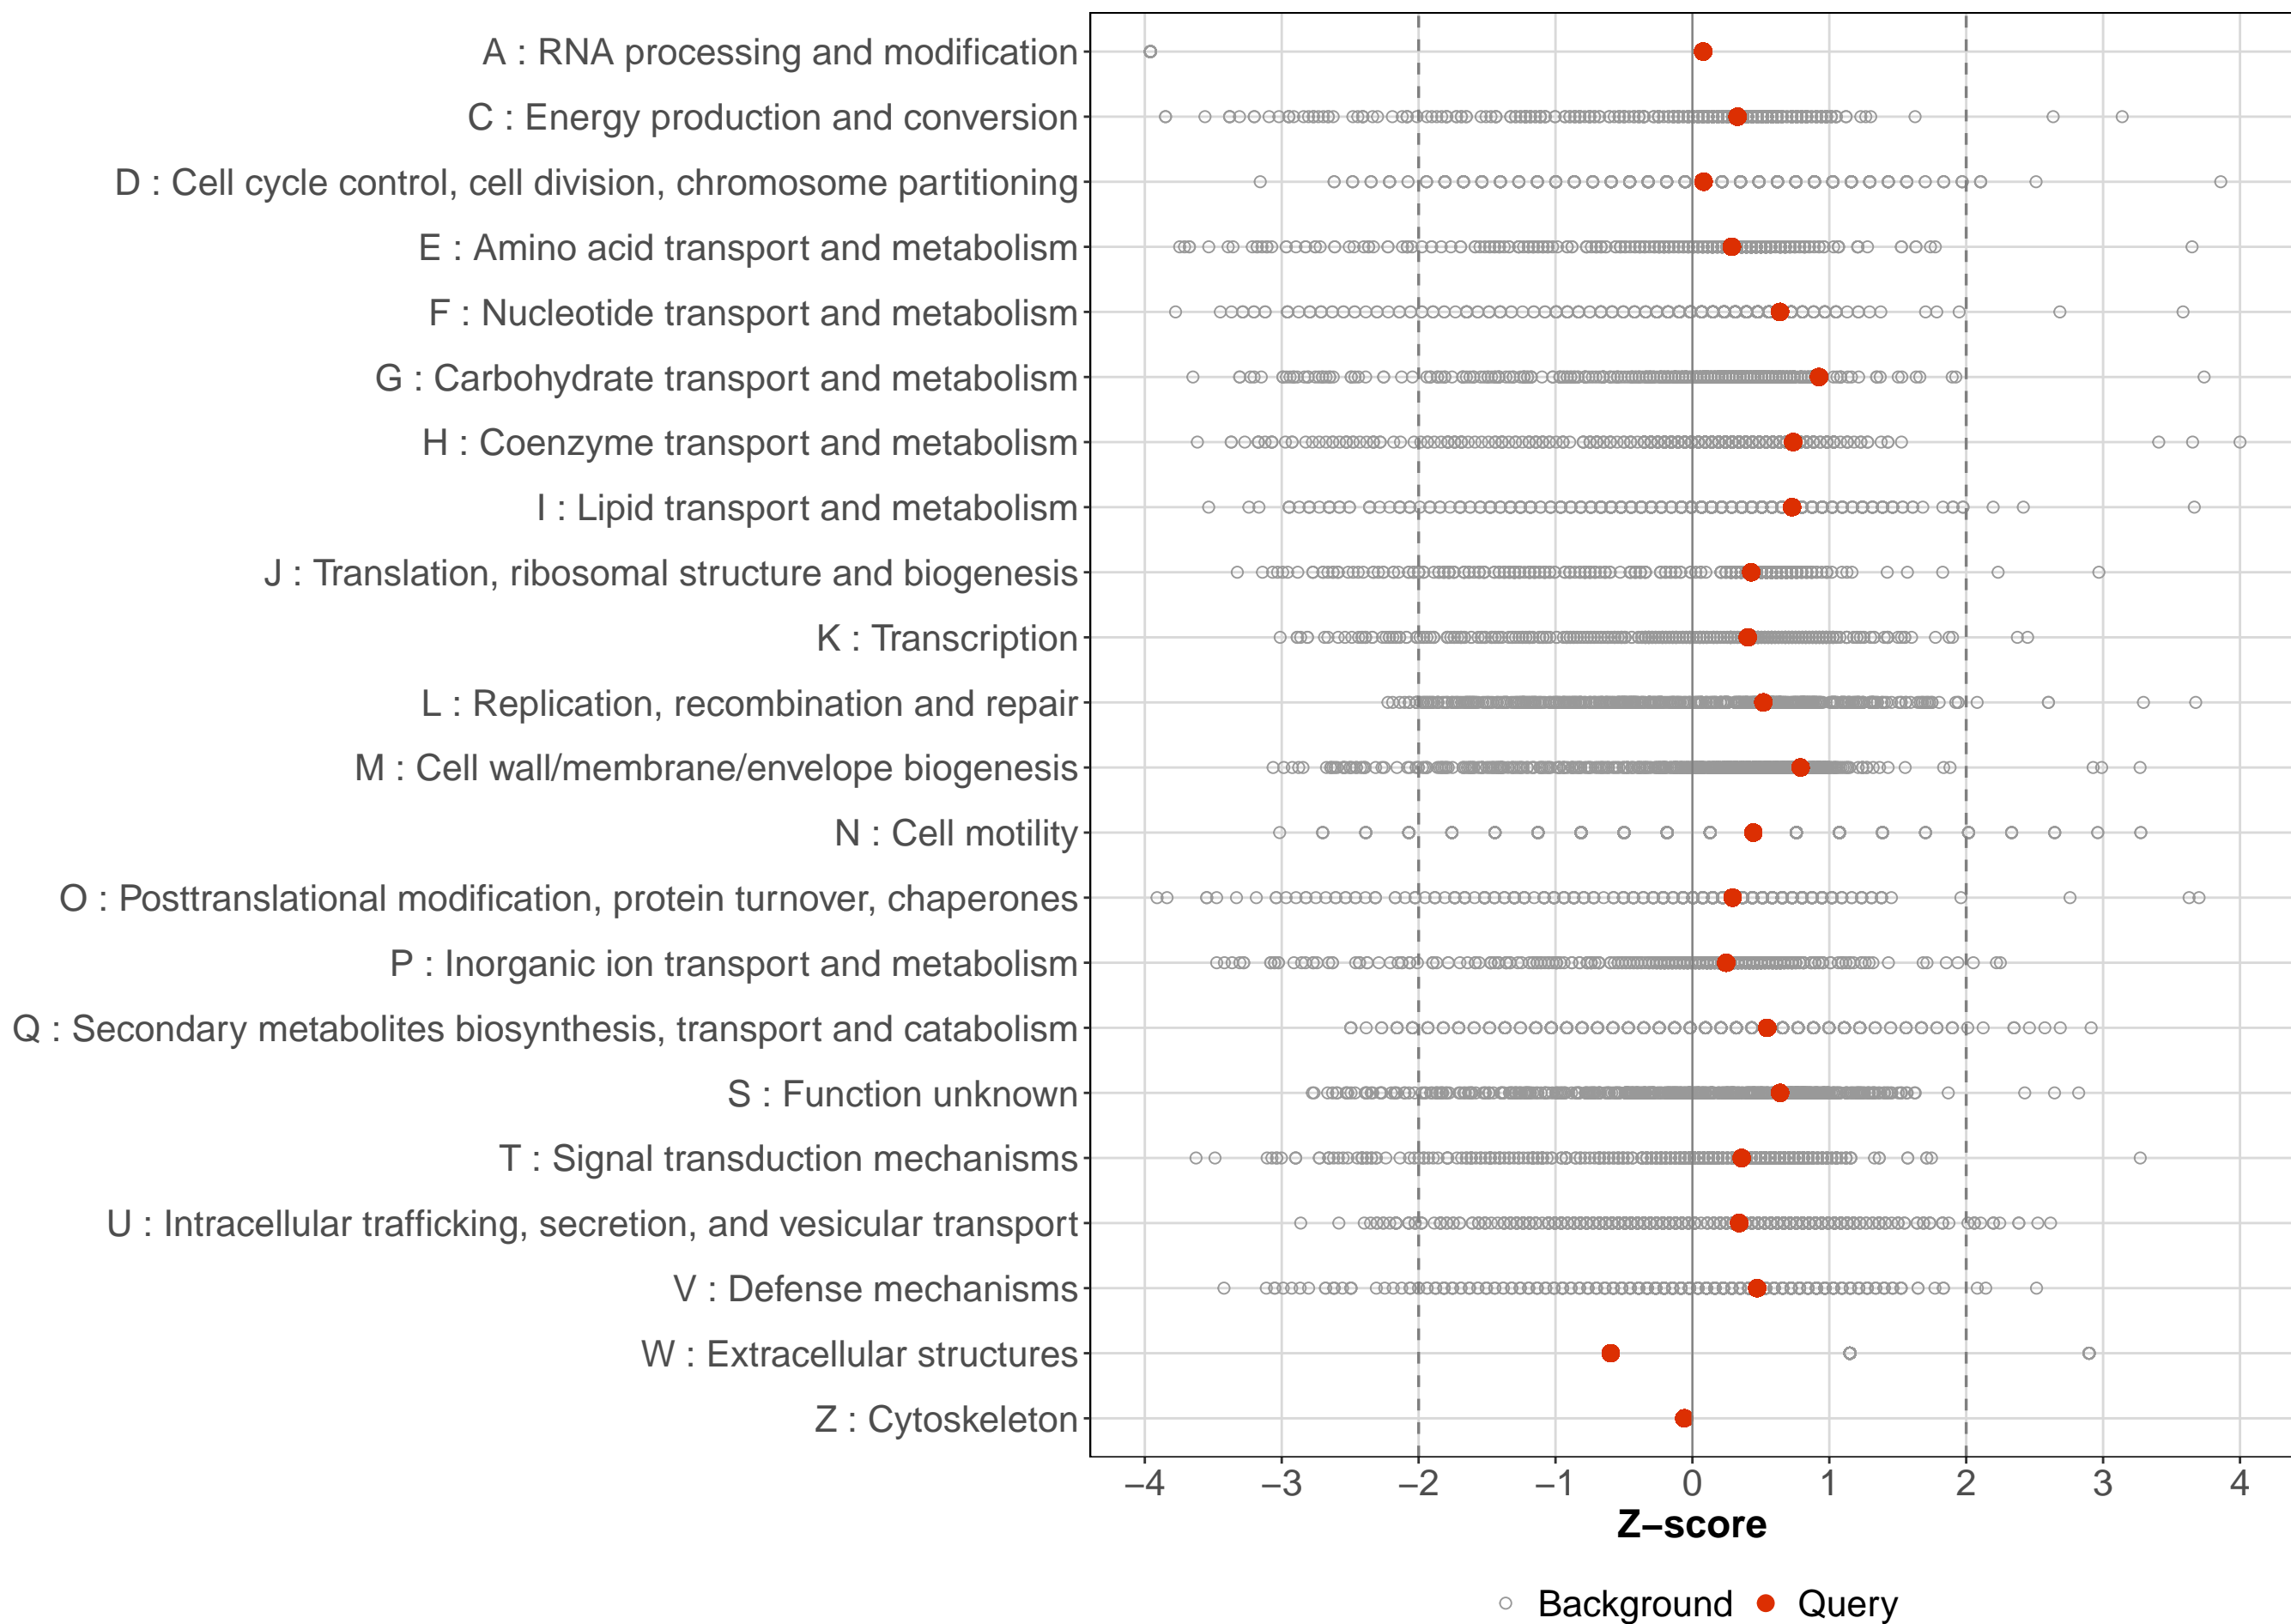 A : RNA processing and modification
C : Energy production and conversion
D : Cell cycle control, cell division, chromosome partitioning
E : Amino acid transport and metabolism
F : Nucleotide transport and metabolism
G : Carbohydrate transport and metabolism
H : Coenzyme transport and metabolism
I : Lipid transport and metabolism
J : Translation, ribosomal structure and biogenesis
K : Transcription
L : Replication, recombination and repair
M : Cell wall/membrane/envelope biogenesis
N : Cell motility
O : Posttranslational modification, protein turnover, chaperones
P : Inorganic ion transport and metabolism
Q : Secondary metabolites biosynthesis, transport and catabolism
S : Function unknown
T : Signal transduction mechanisms
U : Intracellular trafficking, secretion, and vesicular transport
V : Defense mechanisms
W : Extracellular structures
Z : Cytoskeleton
−4 −3 −2 −1 0 1 2 3 4
Z−score
Background Query